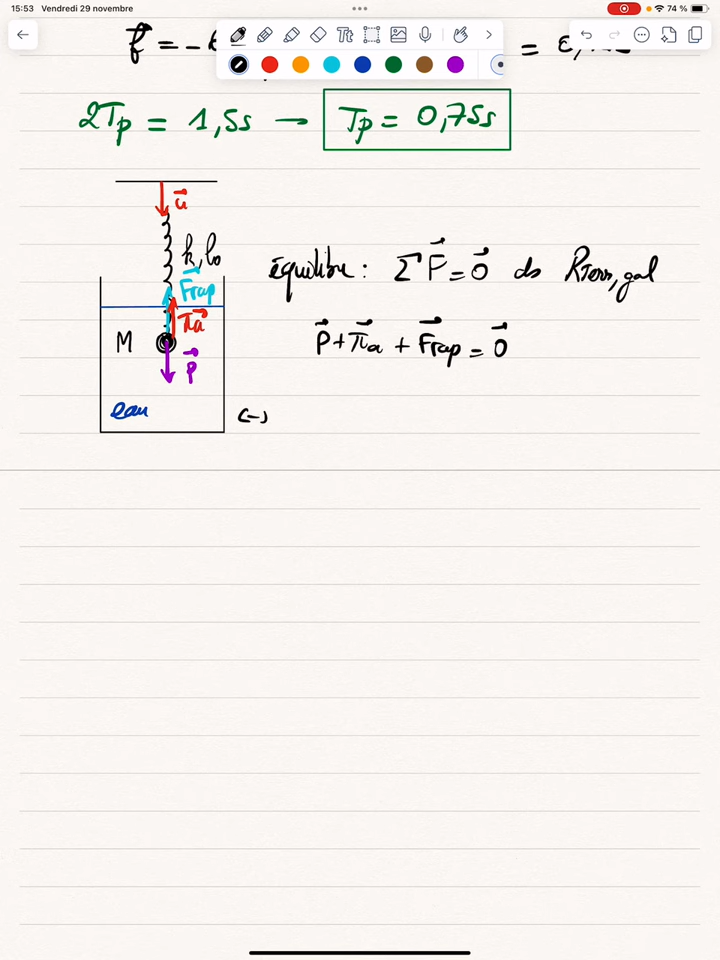 15:53 Vendredi 29 novembre 74 %
Tt
2Tp = 1,5s → Tp = 0,75s
u
k, l₀
Frap
πa
M
P
eau
(-)
équilibre : ΣF = 0 ds RTerr, gal
P + πa + Frap = 0